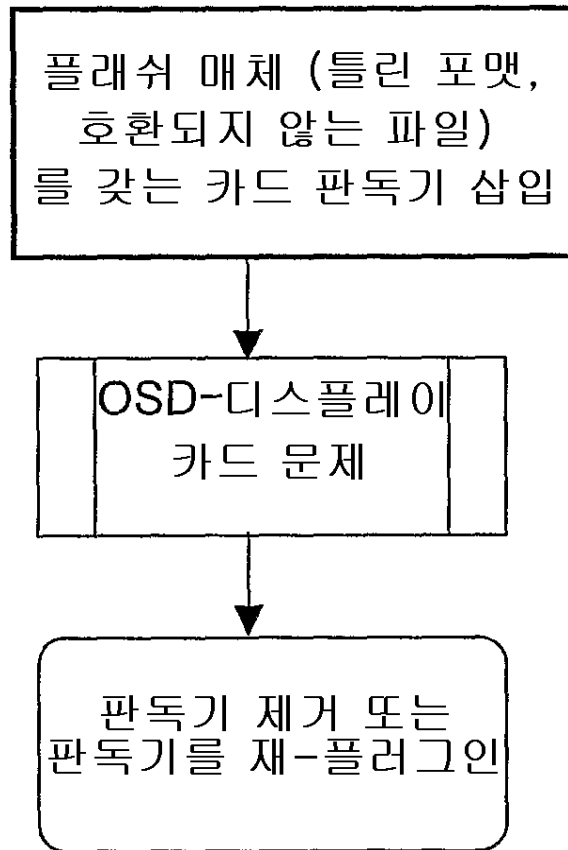 플래쉬 매체 (틀린 포맷,
호환되지 않는 파일)
를 갖는 카드 판독기 삽입
OSD-디스플레이
카드 문제
판독기 제거 또는
판독기를 재-플러그인